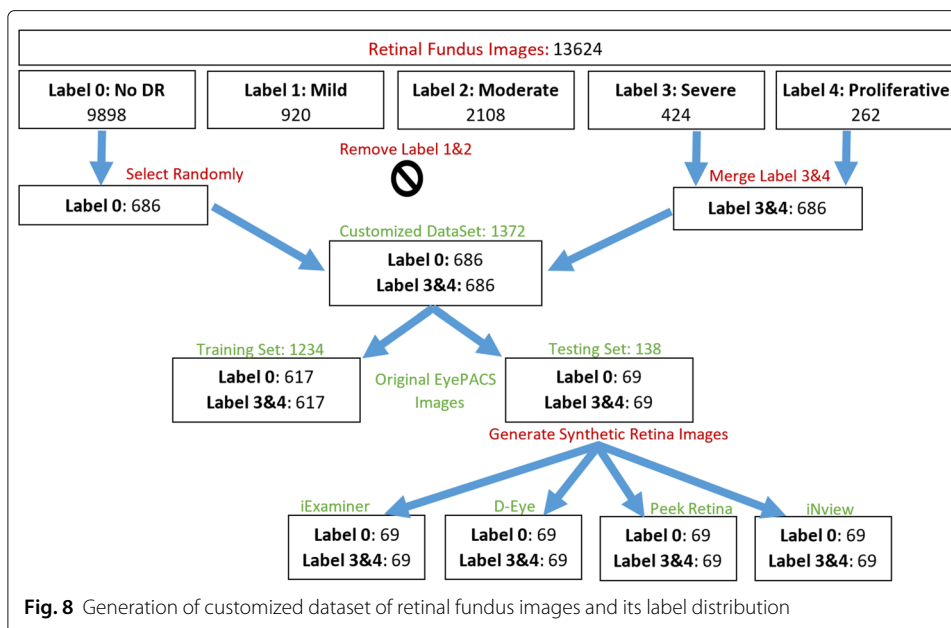 Retinal Fundus Images: 13624
Label 0: No DR
9898
Label 1: Mild
920
Label 2: Moderate
2108
Label 3: Severe
424
Label 4: Proliferative
262
Select Randomly
Remove Label 1&2
Merge Label 3&4
Label 0: 686
Label 3&4: 686
Customized DataSet: 1372
Label 0: 686
Label 3&4: 686
Training Set: 1234
Label 0: 617
Label 3&4: 617
Original EyePACS
Images
Testing Set: 138
Label 0: 69
Label 3&4: 69
Generate Synthetic Retina Images
iExaminer
Label 0: 69
Label 3&4: 69
D-Eye
Label 0: 69
Label 3&4: 69
Peek Retina
Label 0: 69
Label 3&4: 69
iNview
Label 0: 69
Label 3&4: 69
Fig. 8 Generation of customized dataset of retinal fundus images and its label distribution